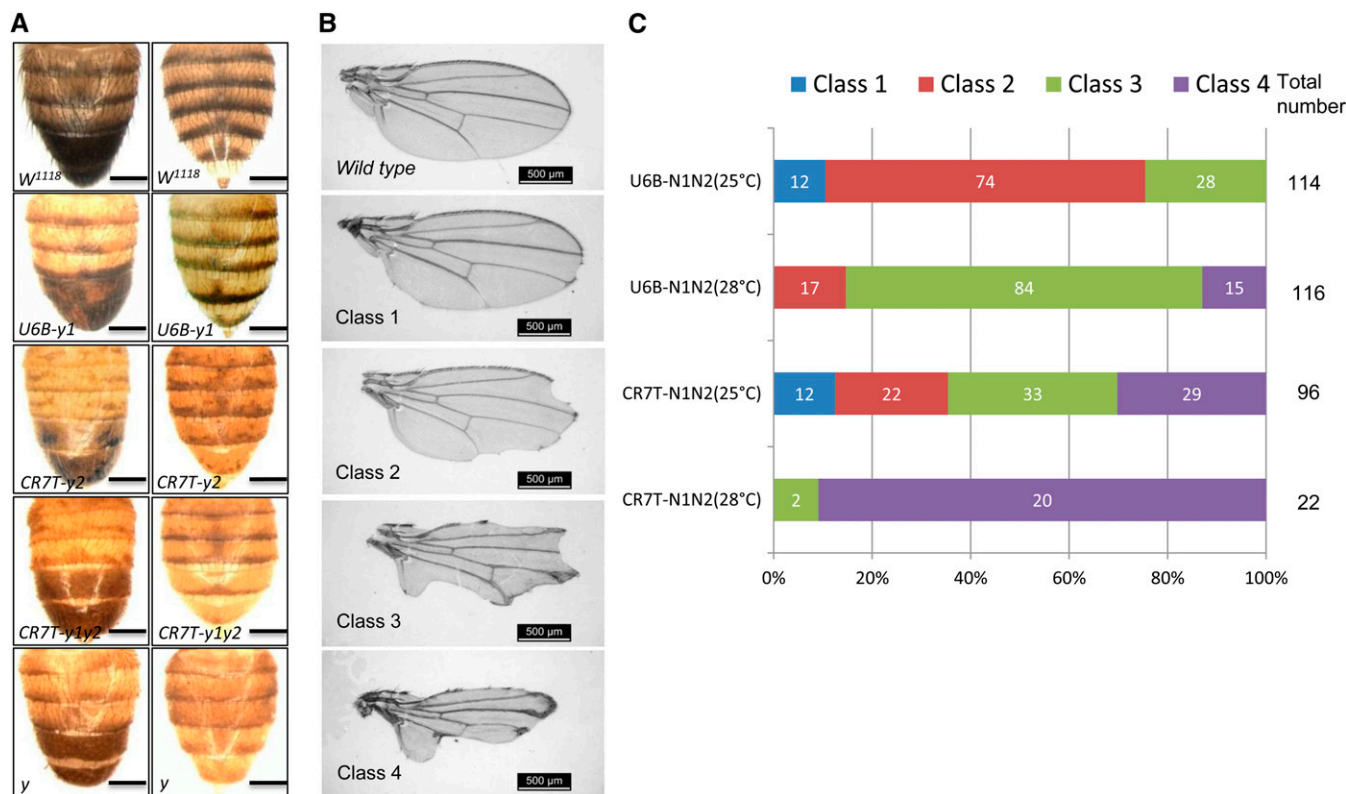 A
W1118
W1118
U6B-y1
U6B-y1
CR7T-y2
CR7T-y2
CR7T-y1y2
CR7T-y1y2
y
y
B
Wild type
500 µm
Class 1
500 µm
Class 2
500 µm
Class 3
500 µm
Class 4
500 µm
C
Class 1 Class 2 Class 3 Class 4 Total
number
U6B-N1N2(25°C) 12 74 28 114
U6B-N1N2(28°C) 17 84 15 116
CR7T-N1N2(25°C) 12 22 33 29 96
CR7T-N1N2(28°C) 2 20 22
0% 20% 40% 60% 80% 100%